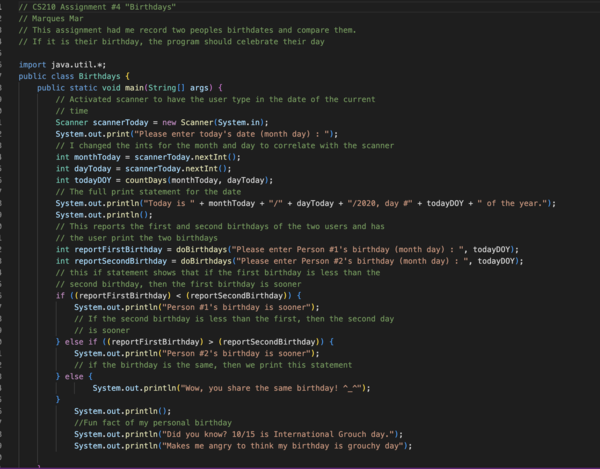 // CS210 Assignment #4 "Birthdays"
// Marques Mar
// This assignment had me record two peoples birthdates and compare them.
// If it is their birthday, the program should celebrate their day
import java.util.*;
public class Birthdays {
public static void main(String[] args) {
// Activated scanner to have the user type in the date of the current
// time
Scanner scannerToday = new Scanner(System.in);
System.out.print("Please enter today's date (month day) : ");
// I changed the ints for the month and day to correlate with the scanner
int monthToday = scannerToday.nextInt();
int dayToday = scannerToday.nextInt();
int todayDOY = countDays(monthToday, dayToday);
// The full print statement for the date
System.out.println("Today is " + monthToday + "/" + dayToday + "/2020, day #" + todayDOY + " of the year.");
System.out.println();
// This reports the first and second birthdays of the two users and has
// the user print the two birthdays
int reportFirstBirthday = doBirthdays("Please enter Person #1's birthday (month day) : ", todayDOY);
int reportSecondBirthday = doBirthdays("Please enter Person #2's birthday (month day) : ", todayDOY);
// this if statement shows that if the first birthday is less than the
// second birthday, then the first birthday is sooner
if ((reportFirstBirthday) < (reportSecondBirthday)) {
System.out.println("Person #1's birthday is sooner");
// If the second birthday is less than the first, then the second day
// is sooner
} else if ((reportFirstBirthday) > (reportSecondBirthday)) {
System.out.println("Person #2's birthday is sooner");
// if the birthday is the same, then we print this statement
} else {
System.out.println("Wow, you share the same birthday! ^_^");
}
System.out.println();
//Fun fact of my personal birthday
System.out.println("Did you know? 10/15 is International Grouch day.");
System.out.println("Makes me angry to think my birthday is grouchy day")